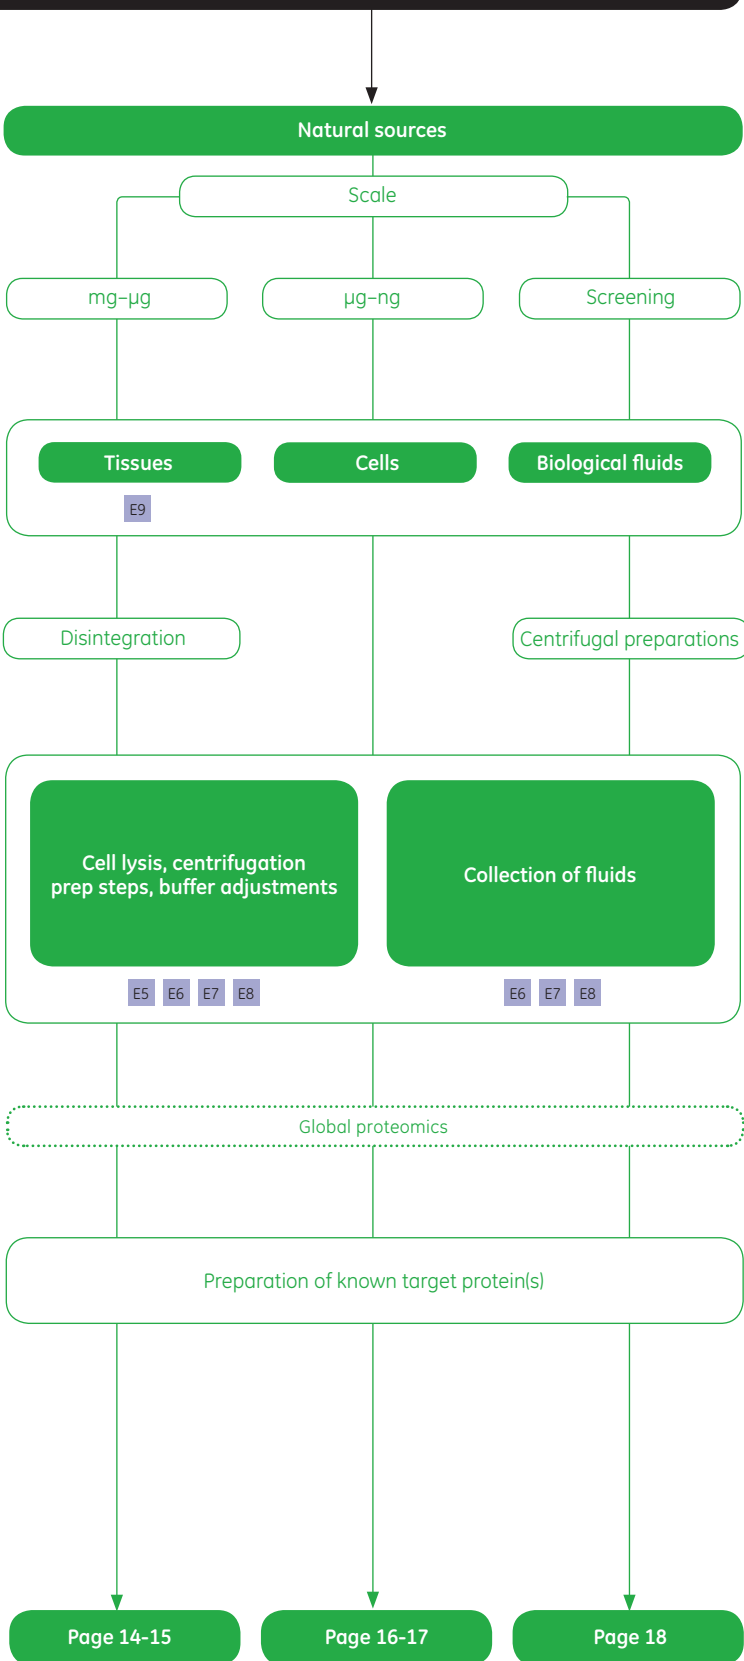 Natural sources
Scale
mg–µg
µg–ng
Screening
Tissues
Cells
Biological fluids
E9
Disintegration
Centrifugal preparations
Cell lysis, centrifugation
prep steps, buffer adjustments
Collection of fluids
E5 E6 E7 E8
E6 E7 E8
Global proteomics
Preparation of known target protein(s)
Page 14-15
Page 16-17
Page 18